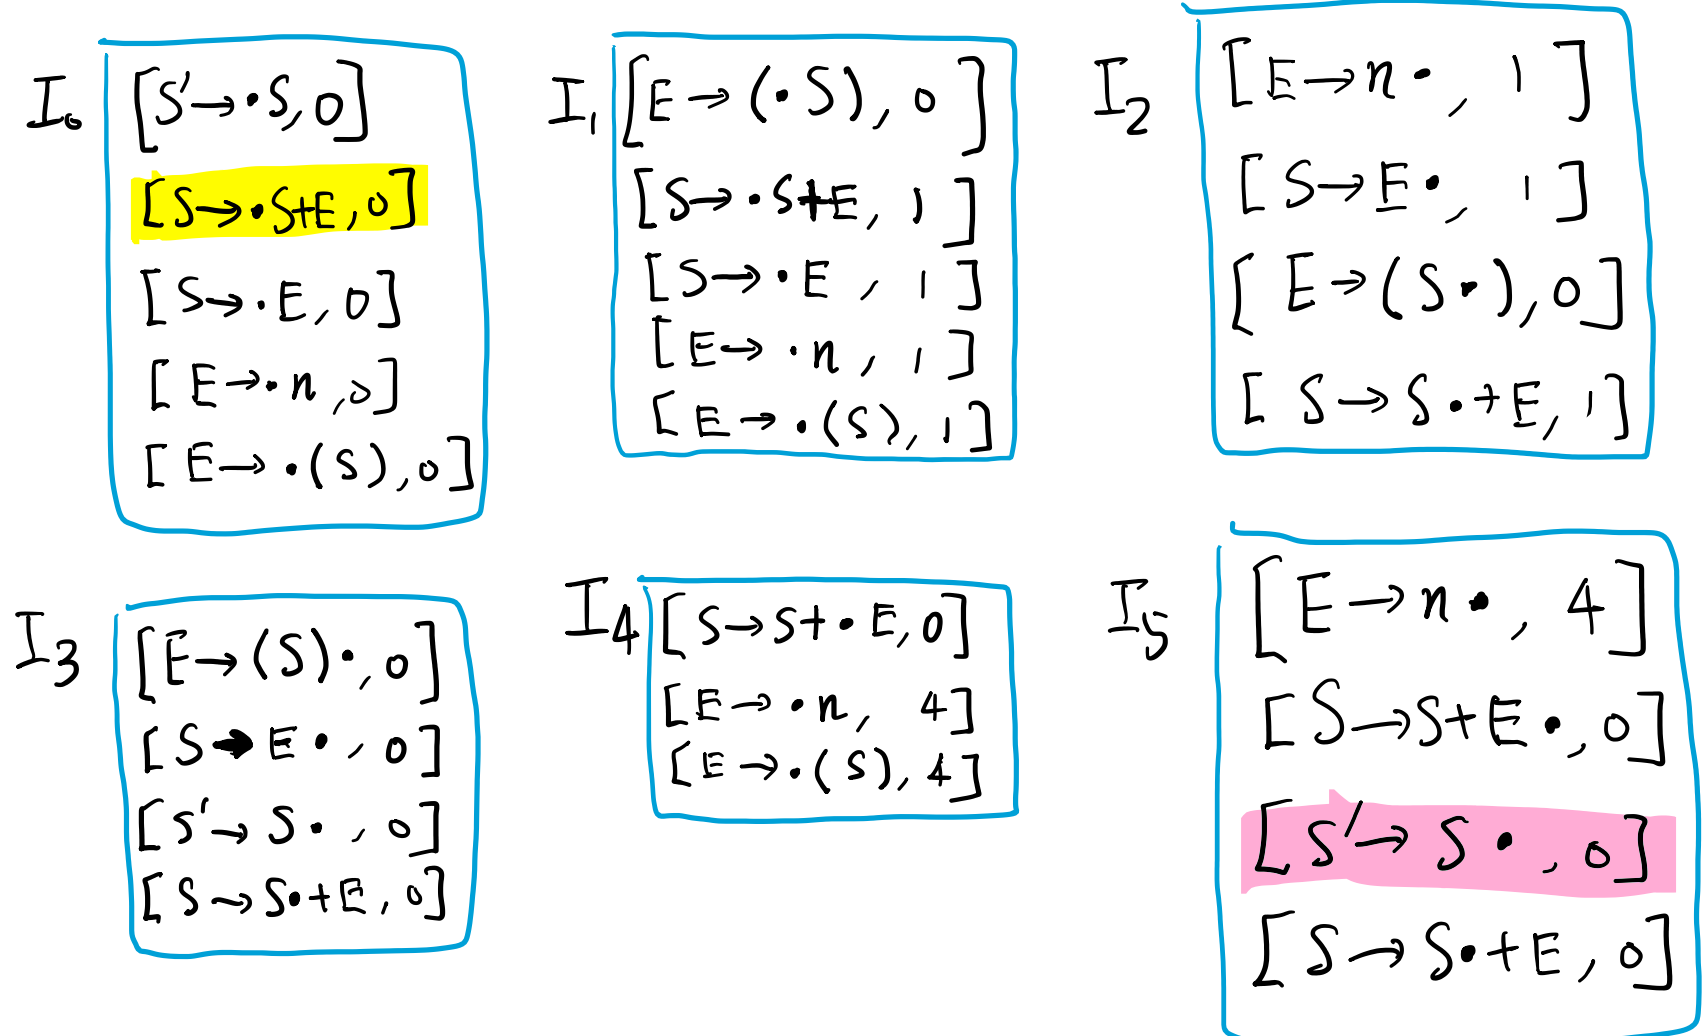 I₀
[S'→•S, 0]
[S→•S+E, 0]
[S→•E, 0]
[E→•n, 0]
[E→•(S), 0]
I₁
[E→(•S), 0]
[S→•S+E, 1]
[S→•E, 1]
[E→•n, 1]
[E→•(S), 1]
I₂
[E→n•, 1]
[S→E•, 1]
[E→(S•), 0]
[S→S•+E, 1]
I₃
[E→(S)•, 0]
[S→E•, 0]
[S'→S•, 0]
[S→S•+E, 0]
I₄
[S→S+•E, 0]
[E→•n, 4]
[E→•(S), 4]
I₅
[E→n•, 4]
[S→S+E•, 0]
[S'→S•, 0]
[S→S•+E, 0]